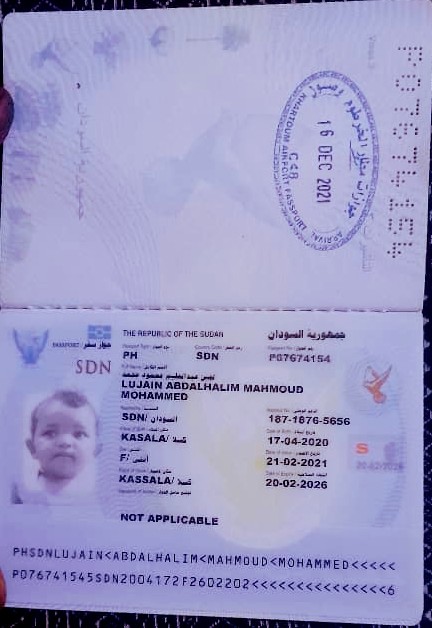 P07674154
جوازات مطار الخرطوم
16 DEC 2021
C<8
KHARTOUM AIRPORT PASSPORT
ARRIVAL
THE REPUBLIC OF THE SUDAN جمهورية السودان
PASSPORT جواز سفر
PH SDN P07674154
SDN
لجين عبدالحليم محمود محمد
LUJAIN ABDALHALIM MAHMOUD
MOHAMMED
SDN/ السودان 187-1876-5656
KASALA/ كسلا 17-04-2020
F/ أنثى 21-02-2021
KASSALA/ كسلا 20-02-2026
S
NOT APPLICABLE
PHSDNLUJAIN<ABDALHALIM<MAHMOUD<MOHAMMED<<<<<
P076741545SDN2004172F2602202<<<<<<<<<<<<<<<6